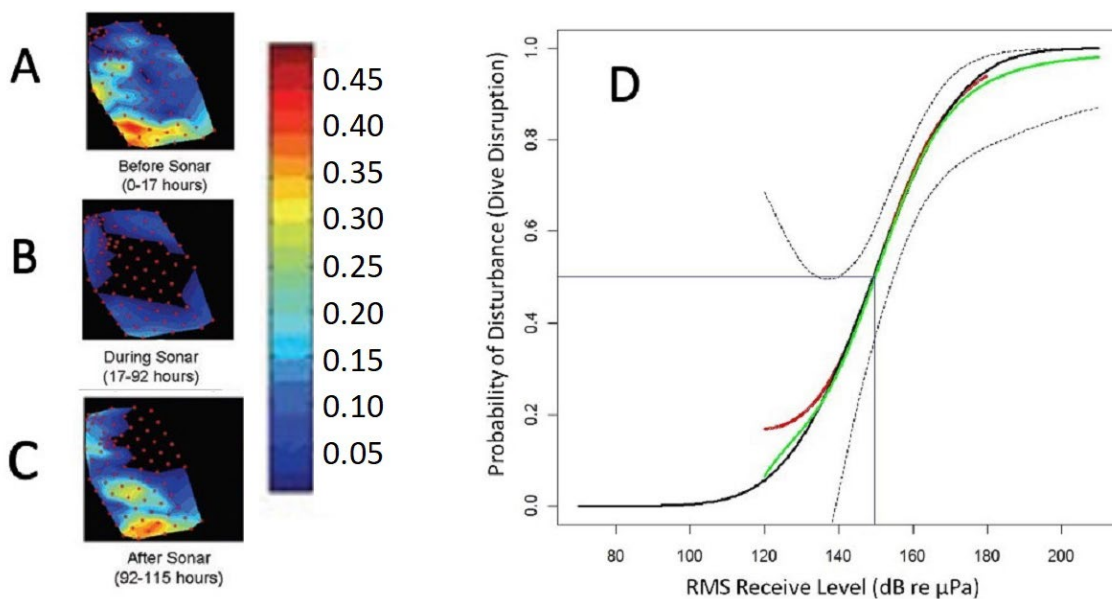 A
Before Sonar
(0-17 hours)
B
During Sonar
(17-92 hours)
C
After Sonar
(92-115 hours)
0.45
0.40
0.35
0.30
0.25
0.20
0.15
0.10
0.05
D
Probability of Disturbance (Dive Disruption)
1.0
0.8
0.6
0.4
0.2
0.0
80 100 120 140 160 180 200
RMS Receive Level (dB re µPa)